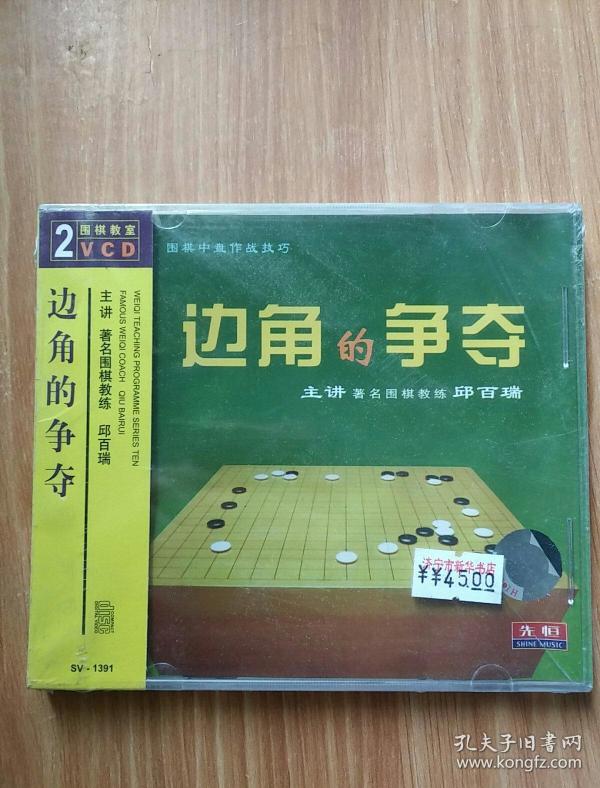 2
围棋教室
VCD
边角的争夺
主讲 著名围棋教练 邱百瑞
WEIQI TEACHING PROGRAMME SERIES TEN
FAMOUS WEIQI COACH QIU BAIRUI
COMPACT
disc
DIGITAL VIDEO
SV - 1391
围棋中盘作战技巧
边角的争夺
主讲 著名围棋教练 邱百瑞
济宁市新华书店
¥¥45.00
先恒
SHINE MUSIC
孔夫子旧书网
www.kongfz.com